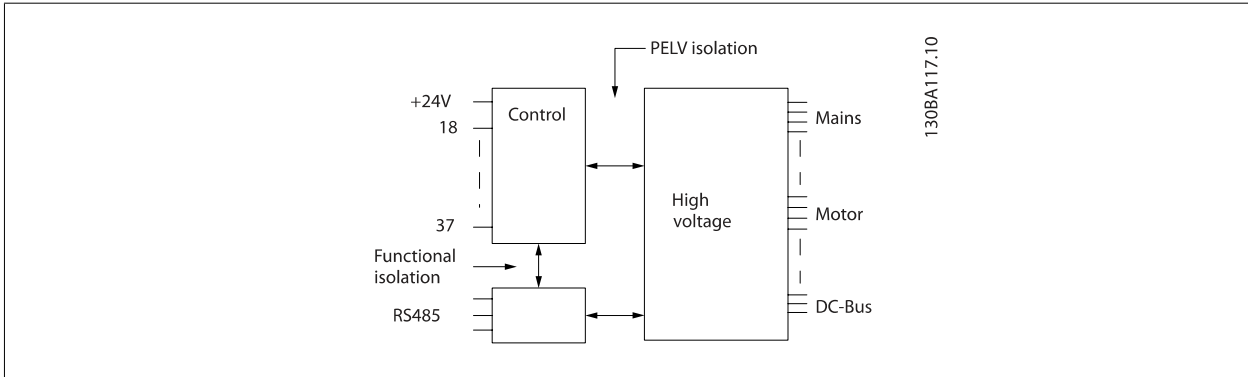 PELV isolation
130BA117.10
+24V
Control
Mains
18
High
voltage
Motor
37
Functional
isolation
RS485
DC-Bus